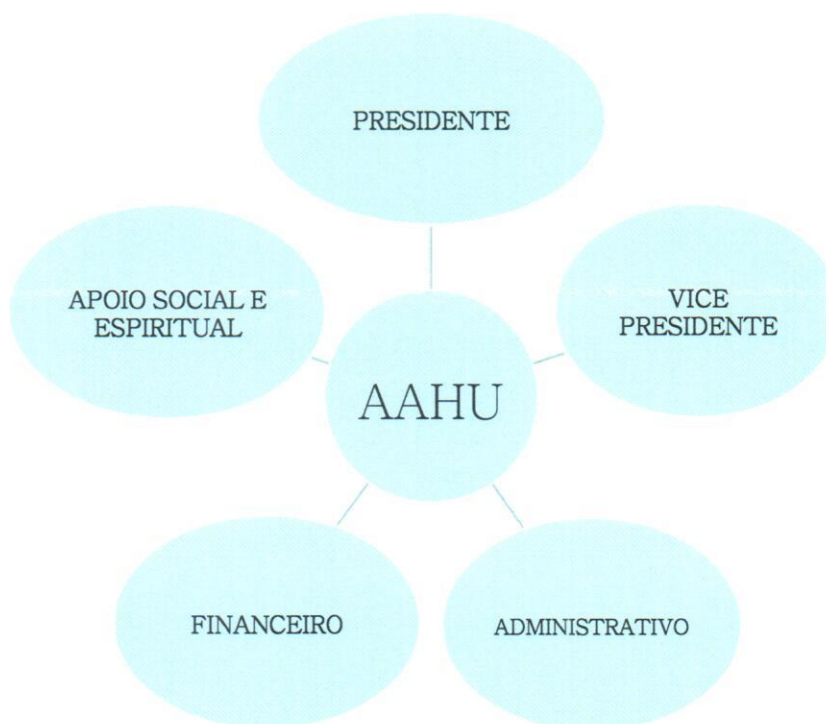 PRESIDENTE
APOIO SOCIAL E
ESPIRITUAL
VICE
PRESIDENTE
AAHU
FINANCEIRO
ADMINISTRATIVO